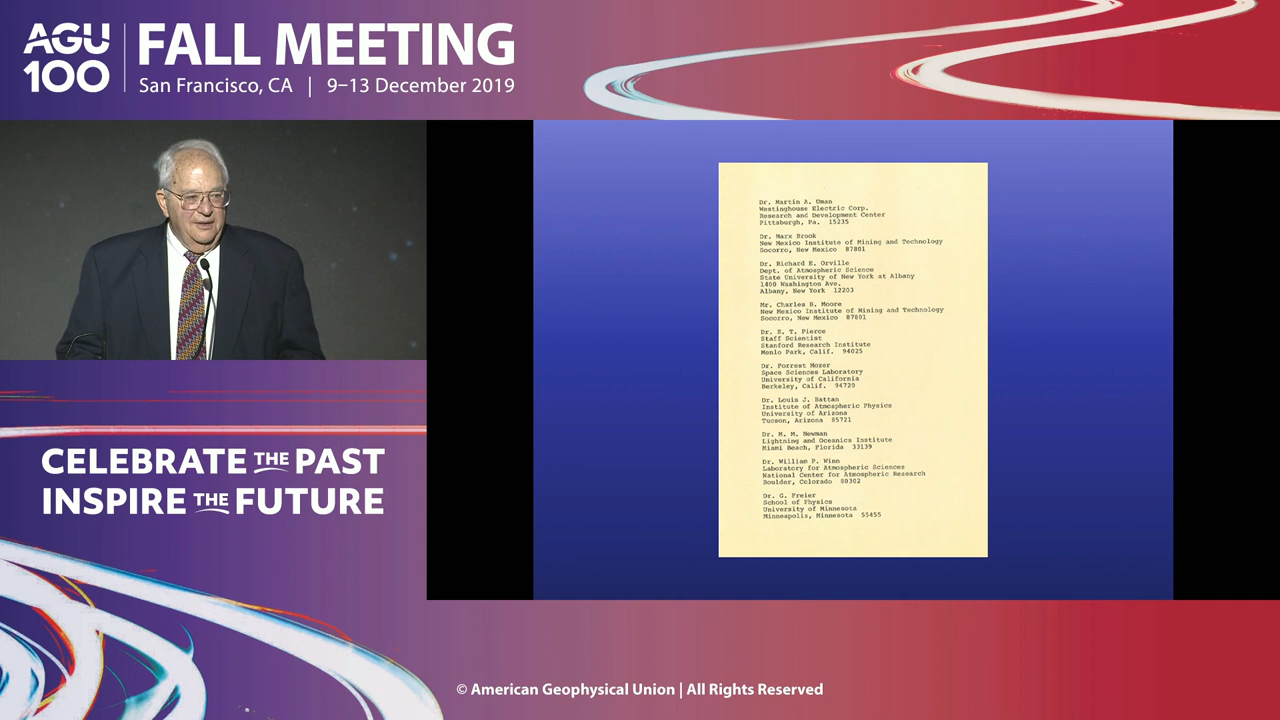 AGU
100
FALL MEETING
San Francisco, CA | 9–13 December 2019
Dr. Martin A. Uman
Westinghouse Electric Corp.
Research and Development Center
Pittsburgh, Pa. 15235
Dr. Marx Brook
New Mexico Institute of Mining and Technology
Socorro, New Mexico 87801
Dr. Richard E. Orville
Dept. of Atmospheric Science
State University of New York at Albany
1400 Washington Ave.
Albany, New York 12203
Mr. Charles B. Moore
New Mexico Institute of Mining and Technology
Socorro, New Mexico 87801
Dr. E. T. Pierce
Staff Scientist
Stanford Research Institute
Menlo Park, Calif. 94025
Dr. Forrest Mozer
Space Sciences Laboratory
University of California
Berkeley, Calif. 94720
Dr. Louis J. Battan
Institute of Atmospheric Physics
University of Arizona
Tucson, Arizona 85721
Dr. M. M. Newman
Lightning and Oceanics Institute
Miami Beach, Florida 33139
Dr. William P. Winn
Laboratory for Atmospheric Sciences
National Center for Atmospheric Research
Boulder, Colorado 80302
Dr. G. Freier
School of Physics
University of Minnesota
Minneapolis, Minnesota 55455
CELEBRATE THE PAST
INSPIRE THE FUTURE
© American Geophysical Union | All Rights Reserved